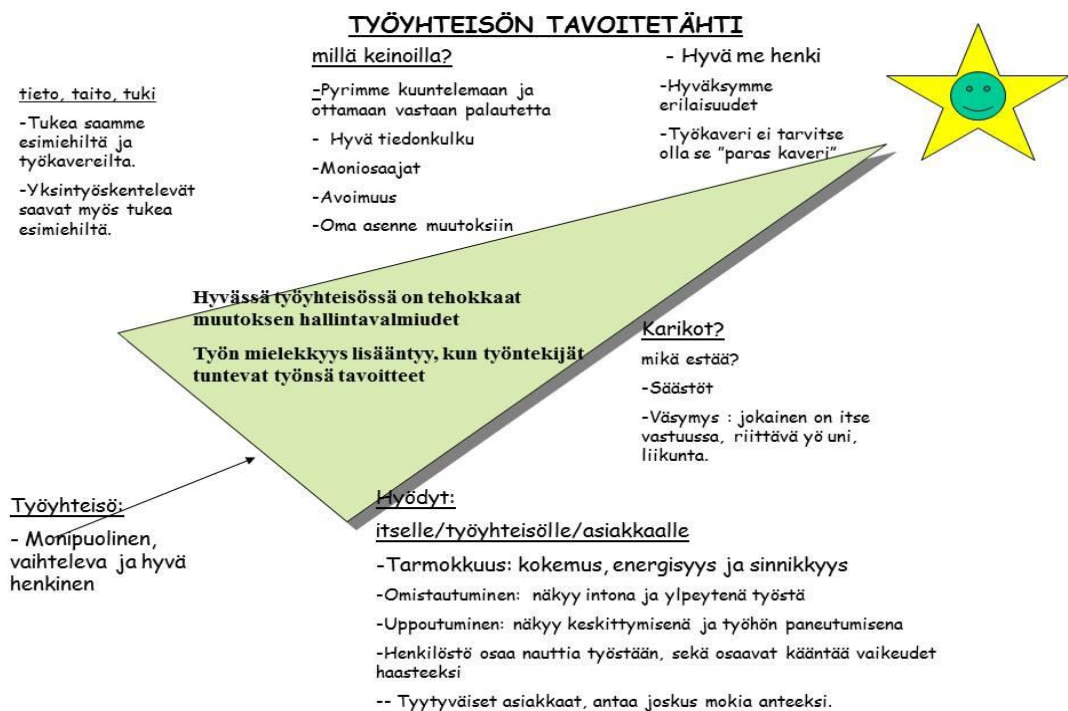 TYÖYHTEISÖN TAVOITETÄHTI
tieto, taito, tuki
-Tukea saamme
esimiehiltä ja
työkavereilta.
-Yksintyöskentelevät
saavat myös tukea
esimiehiltä.
millä keinoilla?
-Pyrimme kuuntelemaan ja
ottamaan vastaan palautetta
- Hyvä tiedonkulku
-Moniosaajat
-Avoimuus
-Oma asenne muutoksiin
- Hyvä me henki
-Hyväksymme
erilaisuudet
-Työkaveri ei tarvitse
olla se "paras kaveri"
Hyvässä työyhteisössä on tehokkaat
muutoksen hallintavalmiudet
Työn mielekkyys lisääntyy, kun työntekijät
tuntevat työnsä tavoitteet
Karikot?
mikä estää?
-Säästöt
-Väsymys : jokainen on itse
vastuussa, riittävä yö uni,
liikunta.
Työyhteisö:
- Monipuolinen,
vaihteleva ja hyvä
henkinen
Hyödyt:
itselle/työyhteisölle/asiakkaalle
-Tarmokkuus: kokemus, energisyys ja sinnikkyys
-Omistautuminen: näkyy intona ja ylpeytenä työstä
-Uppoutuminen: näkyy keskittymisenä ja työhön paneutumisena
-Henkilöstö osaa nauttia työstään, sekä osaavat kääntää vaikeudet
haasteeksi
-- Tyytyväiset asiakkaat, antaa joskus mokia anteeksi.